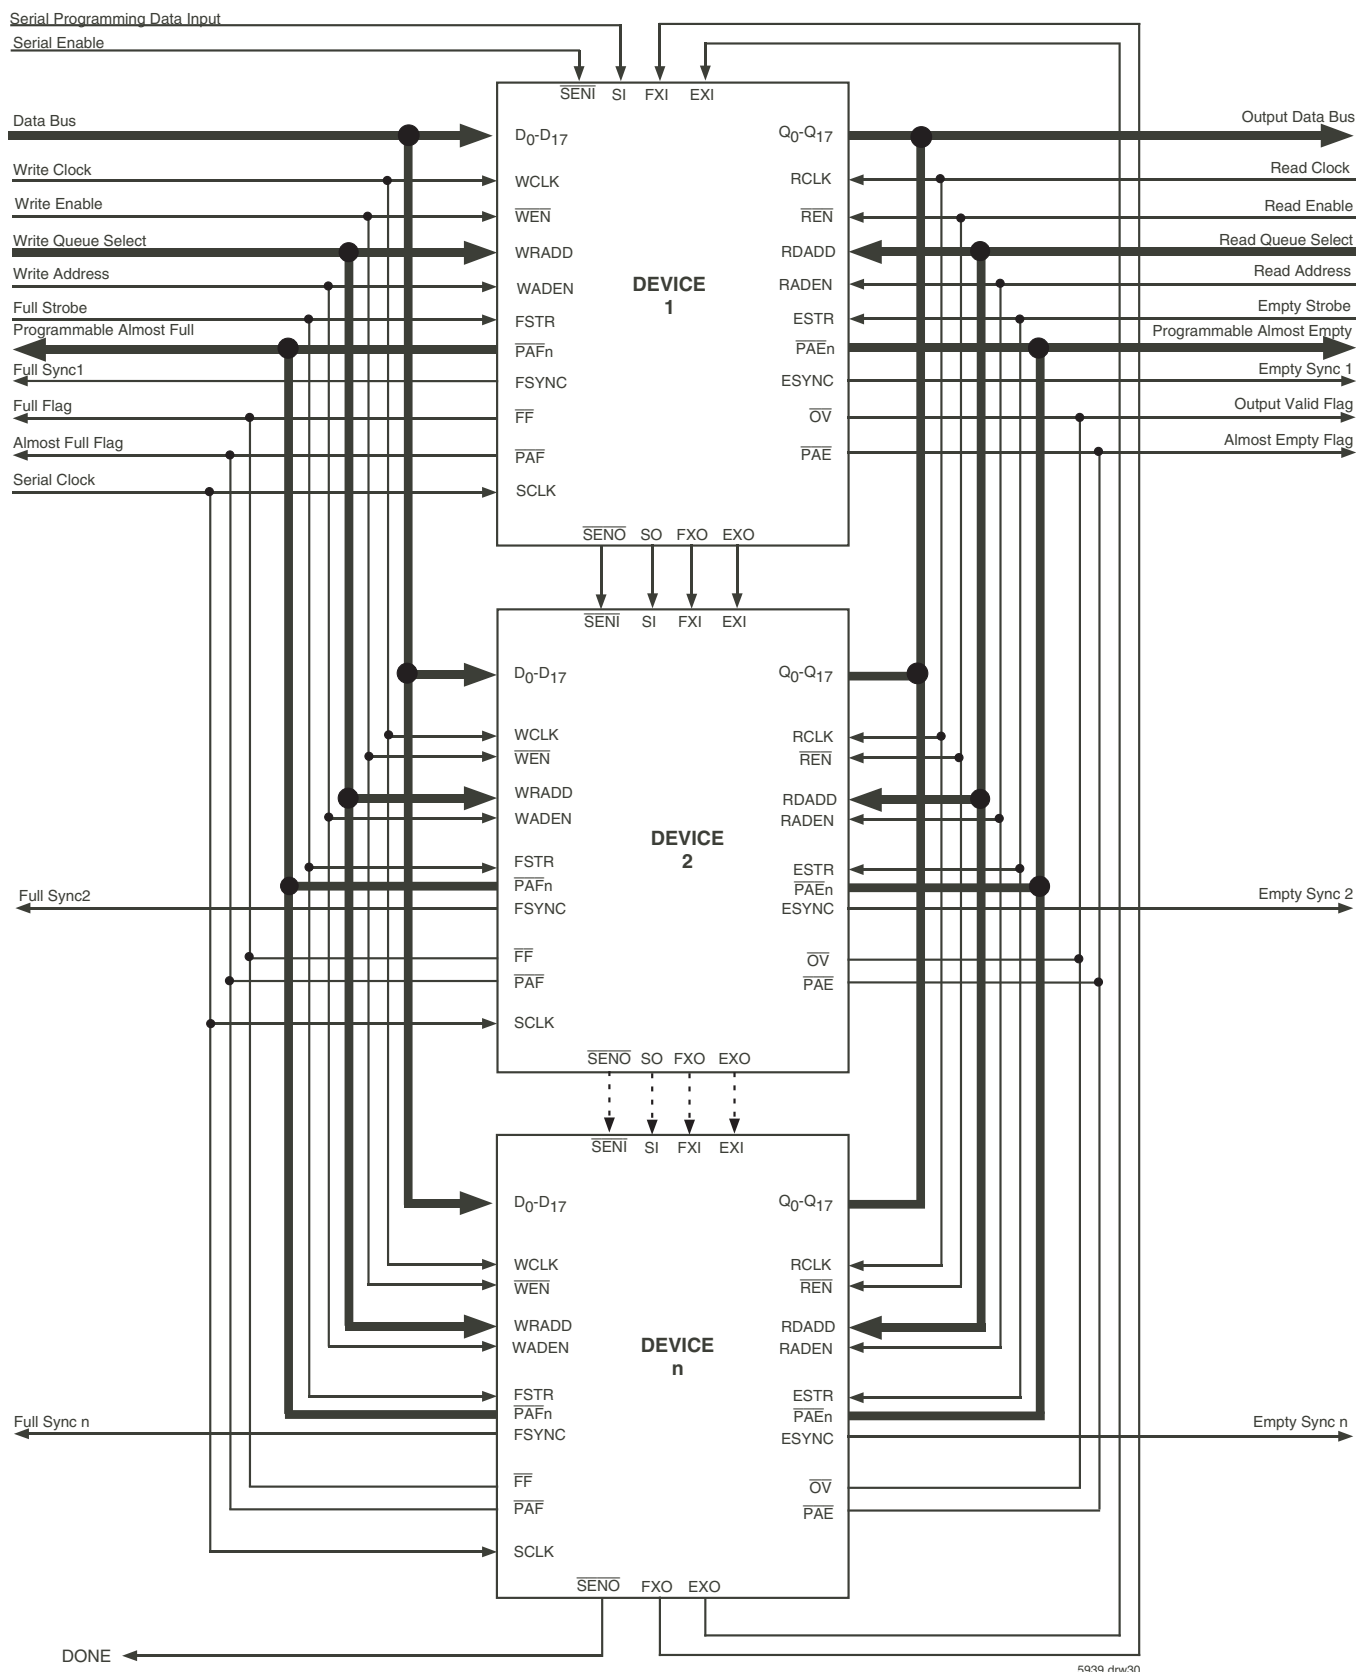 Serial Programming Data Input
Serial Enable
SENI SI FXI EXI
Data Bus D0-D17 Q0-Q17 Output Data Bus
Write Clock WCLK RCLK Read Clock
Write Enable WEN REN Read Enable
Write Queue Select WRADD RDADD Read Queue Select
Write Address WADEN RADEN Read Address
DEVICE
1
Full Strobe FSTR ESTR Empty Strobe
Programmable Almost Full PAFn PAEn Programmable Almost Empty
Full Sync1 FSYNC ESYNC Empty Sync 1
Full Flag FF OV Output Valid Flag
Almost Full Flag PAF PAE Almost Empty Flag
Serial Clock SCLK
SENO SO FXO EXO
SENI SI FXI EXI
D0-D17 Q0-Q17
WCLK RCLK
WEN REN
WRADD RDADD
WADEN RADEN
DEVICE
2
FSTR ESTR
PAFn PAEn
Full Sync2 FSYNC ESYNC Empty Sync 2
FF OV
PAF PAE
SCLK
SENO SO FXO EXO
SENI SI FXI EXI
D0-D17 Q0-Q17
WCLK RCLK
WEN REN
WRADD RDADD
WADEN RADEN
DEVICE
n
FSTR ESTR
PAFn PAEn
Full Sync n FSYNC ESYNC Empty Sync n
FF OV
PAF PAE
SCLK
SENO FXO EXO
DONE
5939 drw30